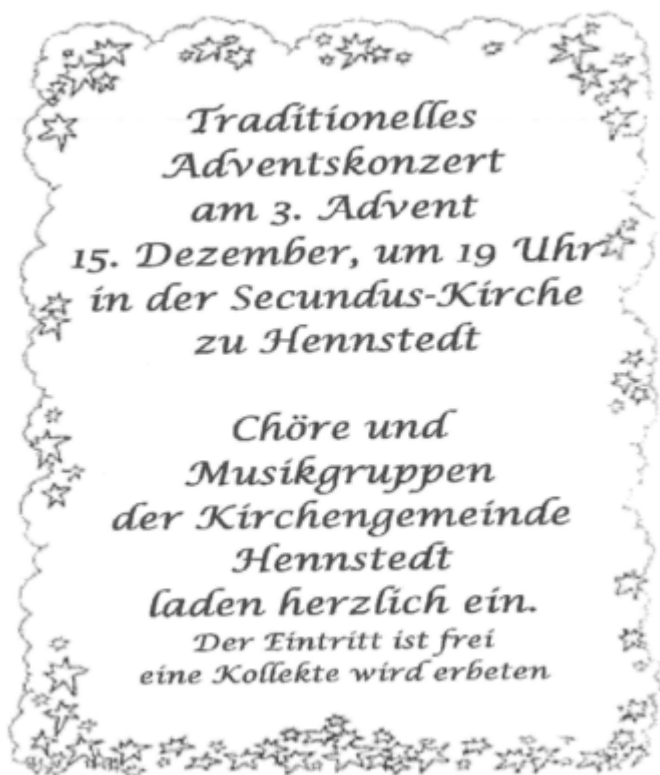 Traditionelles
Adventskonzert
am 3. Advent
15. Dezember, um 19 Uhr
in der Secundus-Kirche
zu Hennstedt
Chöre und
Musikgruppen
der Kirchengemeinde
Hennstedt
laden herzlich ein.
Der Eintritt ist frei
eine Kollekte wird erbeten